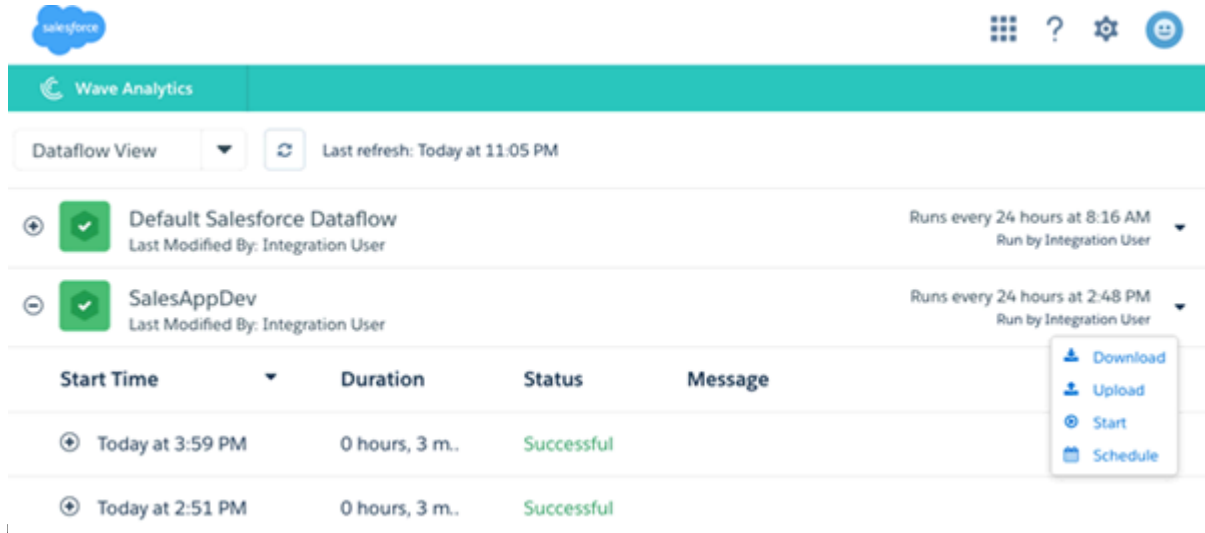 salesforce
?
Wave Analytics
Dataflow View
Last refresh: Today at 11:05 PM
Default Salesforce Dataflow
Last Modified By: Integration User
Runs every 24 hours at 8:16 AM
Run by Integration User
SalesAppDev
Last Modified By: Integration User
Runs every 24 hours at 2:48 PM
Run by Integration User
Download
Upload
Start
Schedule
Start Time Duration Status Message
Today at 3:59 PM 0 hours, 3 m.. Successful
Today at 2:51 PM 0 hours, 3 m.. Successful